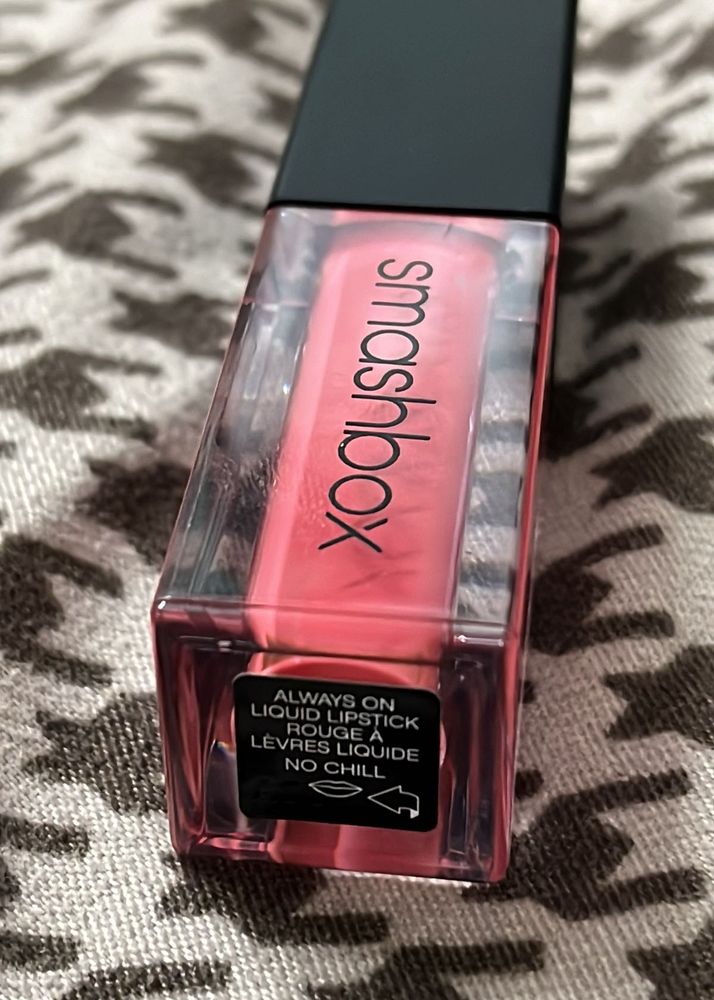 smashbox
ALWAYS ON
LIQUID LIPSTICK
ROUGE À
LÈVRES LIQUIDE
NO CHILL